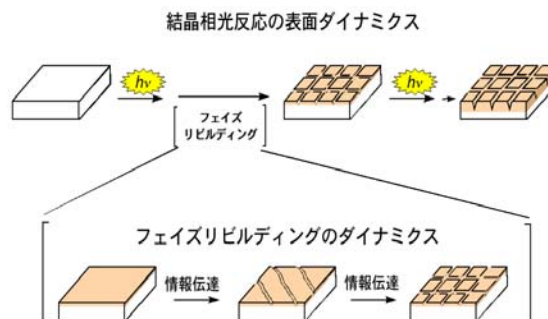 結晶相光反応の表面ダイナミクス
hν
hν
フェイズ
リビルディング
フェイズリビルディングのダイナミクス
情報伝達
情報伝達